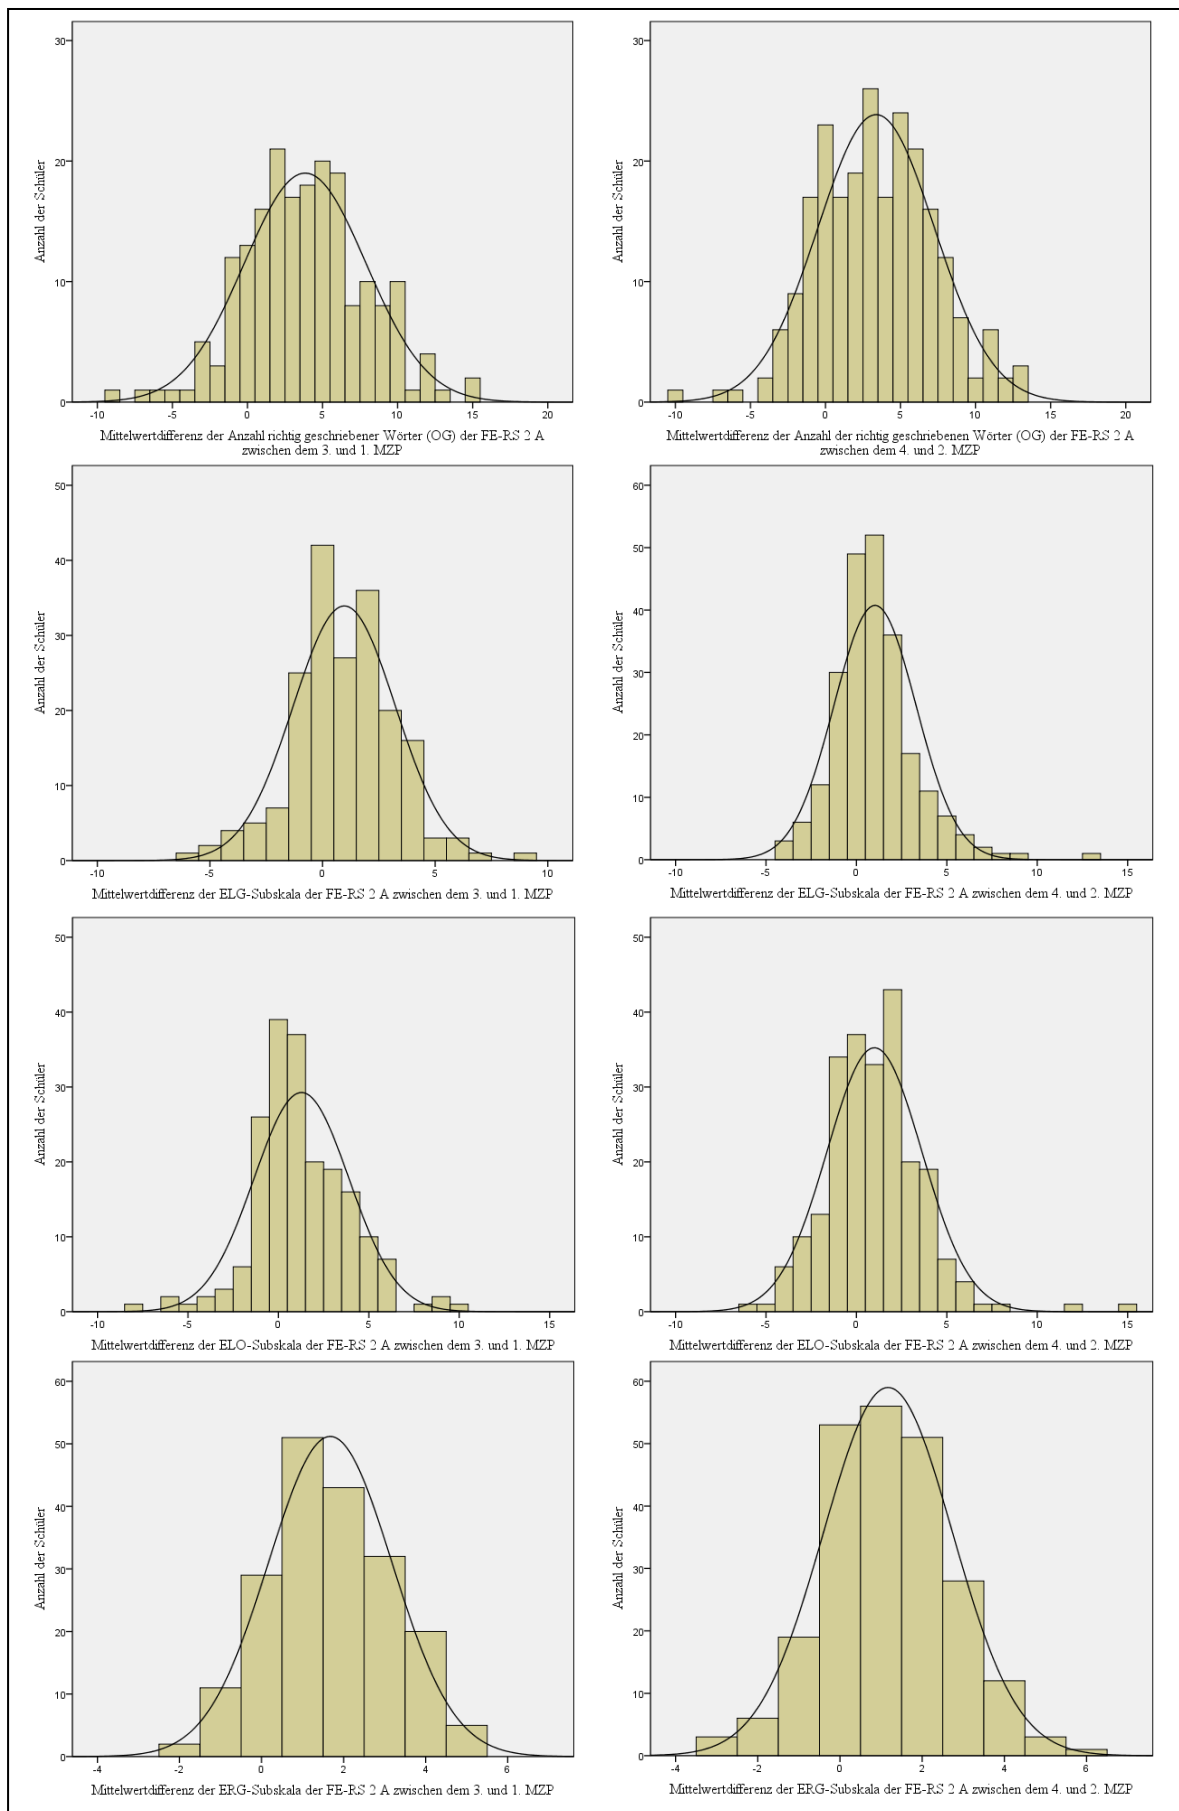 30
20
10
0
Anzahl der Schüler
-10 -5 0 5 10 15 20
Mittelwertdifferenz der Anzahl richtig geschriebener Wörter (OG) der FE-RS 2 A
zwischen dem 3. und 1. MZP
30
20
10
0
Anzahl der Schüler
-10 -5 0 5 10 15 20
Mittelwertdifferenz der Anzahl der richtig geschriebenen Wörter (OG) der FE-RS 2 A
zwischen dem 4. und 2. MZP
50
40
30
20
10
0
Anzahl der Schüler
-10 -5 0 5 10
Mittelwertdifferenz der ELG-Subskala der FE-RS 2 A zwischen dem 3. und 1. MZP
60
50
40
30
20
10
0
Anzahl der Schüler
-10 -5 0 5 10 15
Mittelwertdifferenz der ELG-Subskala der FE-RS 2 A zwischen dem 4. und 2. MZP
50
40
30
20
10
0
Anzahl der Schüler
-10 -5 0 5 10 15
Mittelwertdifferenz der ELO-Subskala der FE-RS 2 A zwischen dem 3. und 1. MZP
50
40
30
20
10
0
Anzahl der Schüler
-10 -5 0 5 10 15
Mittelwertdifferenz der ELO-Subskala der FE-RS 2 A zwischen dem 4. und 2. MZP
60
50
40
30
20
10
0
Anzahl der Schüler
-4 -2 0 2 4 6
Mittelwertdifferenz der ERG-Subskala der FE-RS 2 A zwischen dem 3. und 1. MZP
60
50
40
30
20
10
0
Anzahl der Schüler
-4 -2 0 2 4 6
Mittelwertdifferenz der ERG-Subskala der FE-RS 2 A zwischen dem 4. und 2. MZP